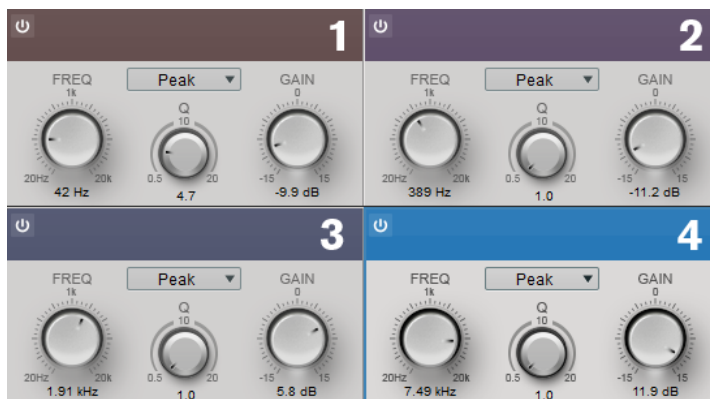 1
FREQ Peak GAIN
1k Q 0
10
20Hz 20k 0.5 20 -15 15
42 Hz 4.7 -9.9 dB
2
FREQ Peak GAIN
1k Q 0
10
20Hz 20k 0.5 20 -15 15
389 Hz 1.0 -11.2 dB
3
FREQ Peak GAIN
1k Q 0
10
20Hz 20k 0.5 20 -15 15
1.91 kHz 1.0 5.8 dB
4
FREQ Peak GAIN
1k Q 0
10
20Hz 20k 0.5 20 -15 15
7.49 kHz 1.0 11.9 dB